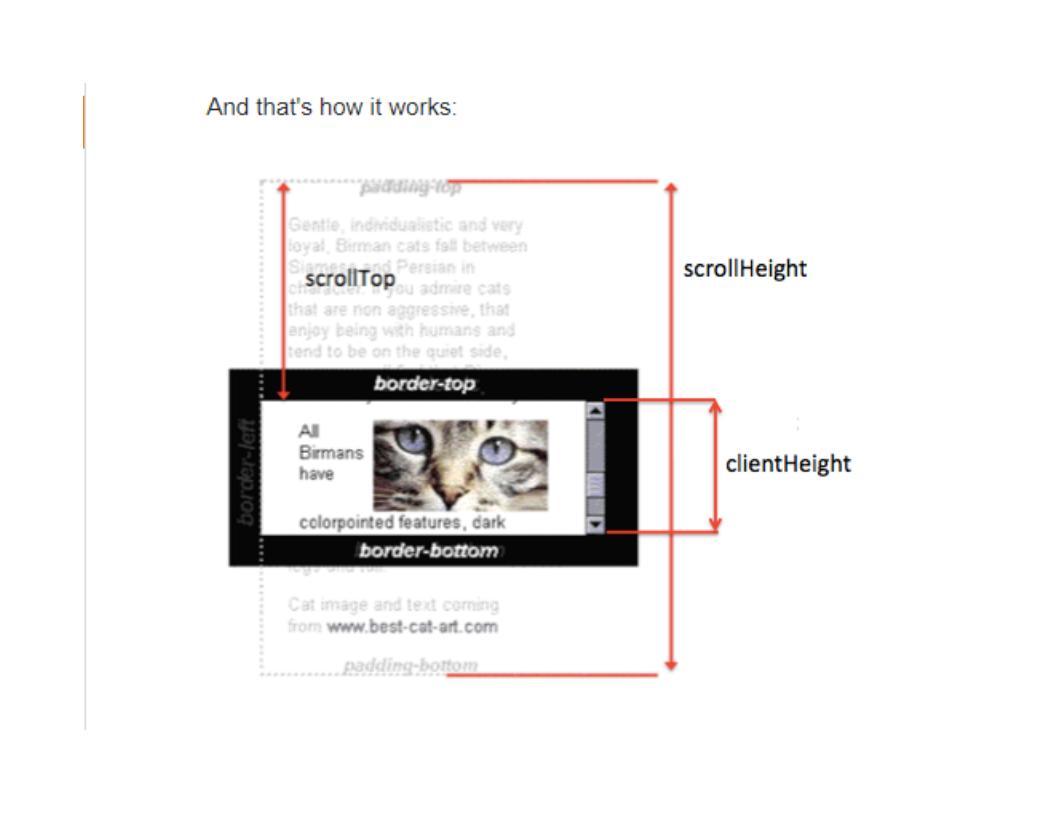 And that's how it works:
padding-top
Gentle, individualistic and very
loyal, Birman cats fall between
Siamese and Persian in
scrollTop
character. If you admire cats
that are non aggressive, that
enjoy being with humans and
tend to be on the quiet side,
scrollHeight
border-top
border-left
All
Birmans
have
clientHeight
colorpointed features, dark
border-bottom
legs and tail.
Cat image and text coming
from www.best-cat-art.com
padding-bottom